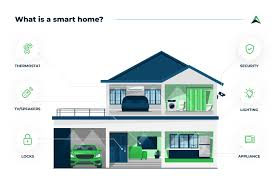 What is a smart home?
THERMOSTAT
SECURITY
TV/SPEAKERS
LIGHTING
LOCKS
APPLIANCE